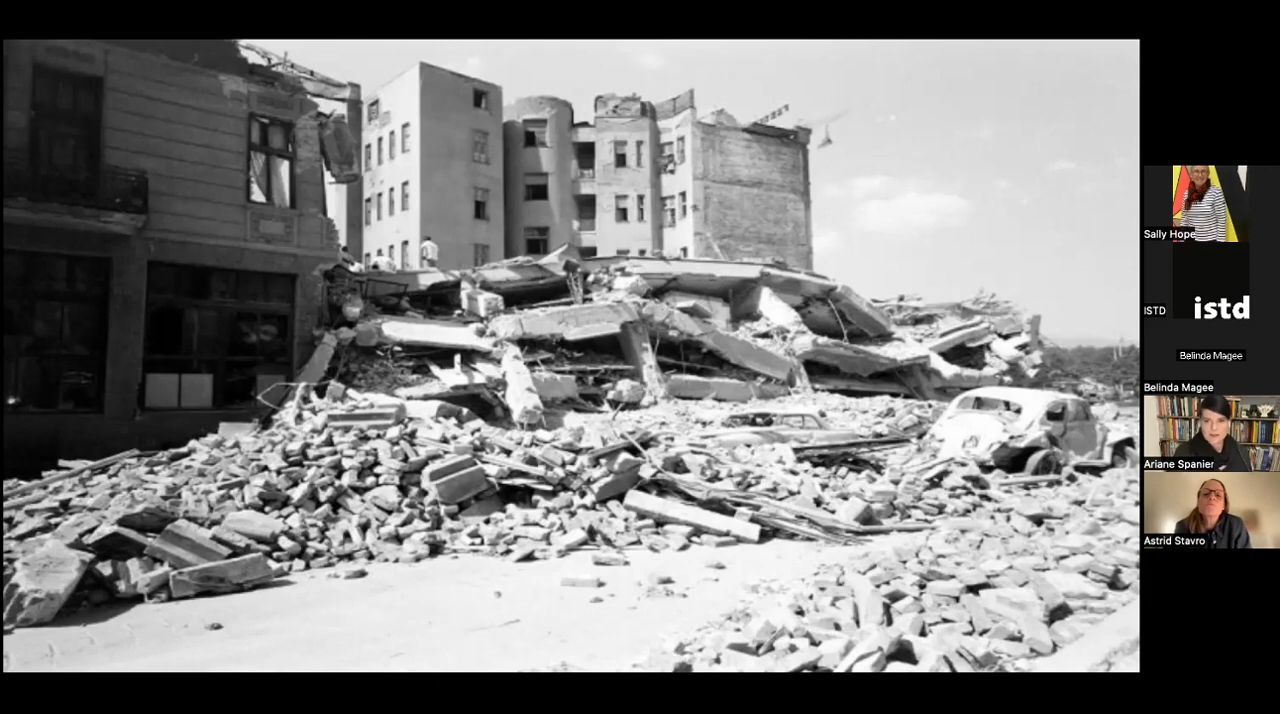 Sally Hope
ISTD
istd
Belinda Magee
Belinda Magee
Ariane Spanier
Astrid Stavro